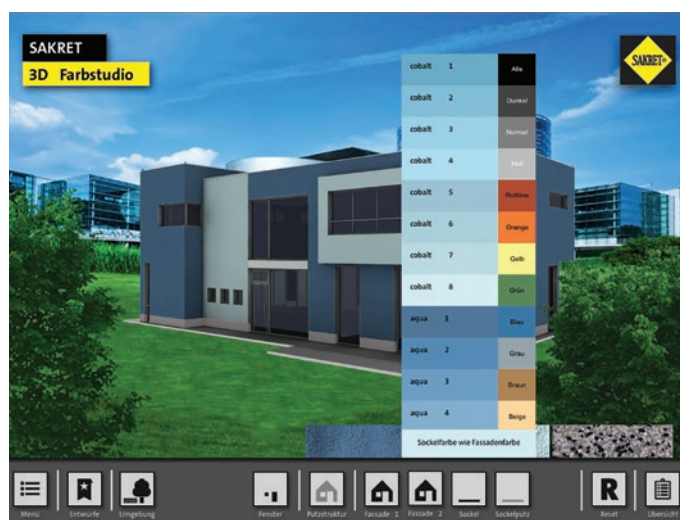 SAKRET
3D Farbstudio
SAKRET®
cobalt 1 Alle
cobalt 2 Dunkel
cobalt 3 Normal
cobalt 4 Hell
cobalt 5 Rottöne
cobalt 6 Orange
cobalt 7 Gelb
cobalt 8 Grün
aqua 1 Blau
aqua 2 Grau
aqua 3 Braun
aqua 4 Beige
Sockelfarbe wie Fassadenfarbe
R
Menü Entwürfe Umgebung Fenster Putzstruktur Fassade 1 Fassade 2 Sockel Sockelputz Reset Übersicht